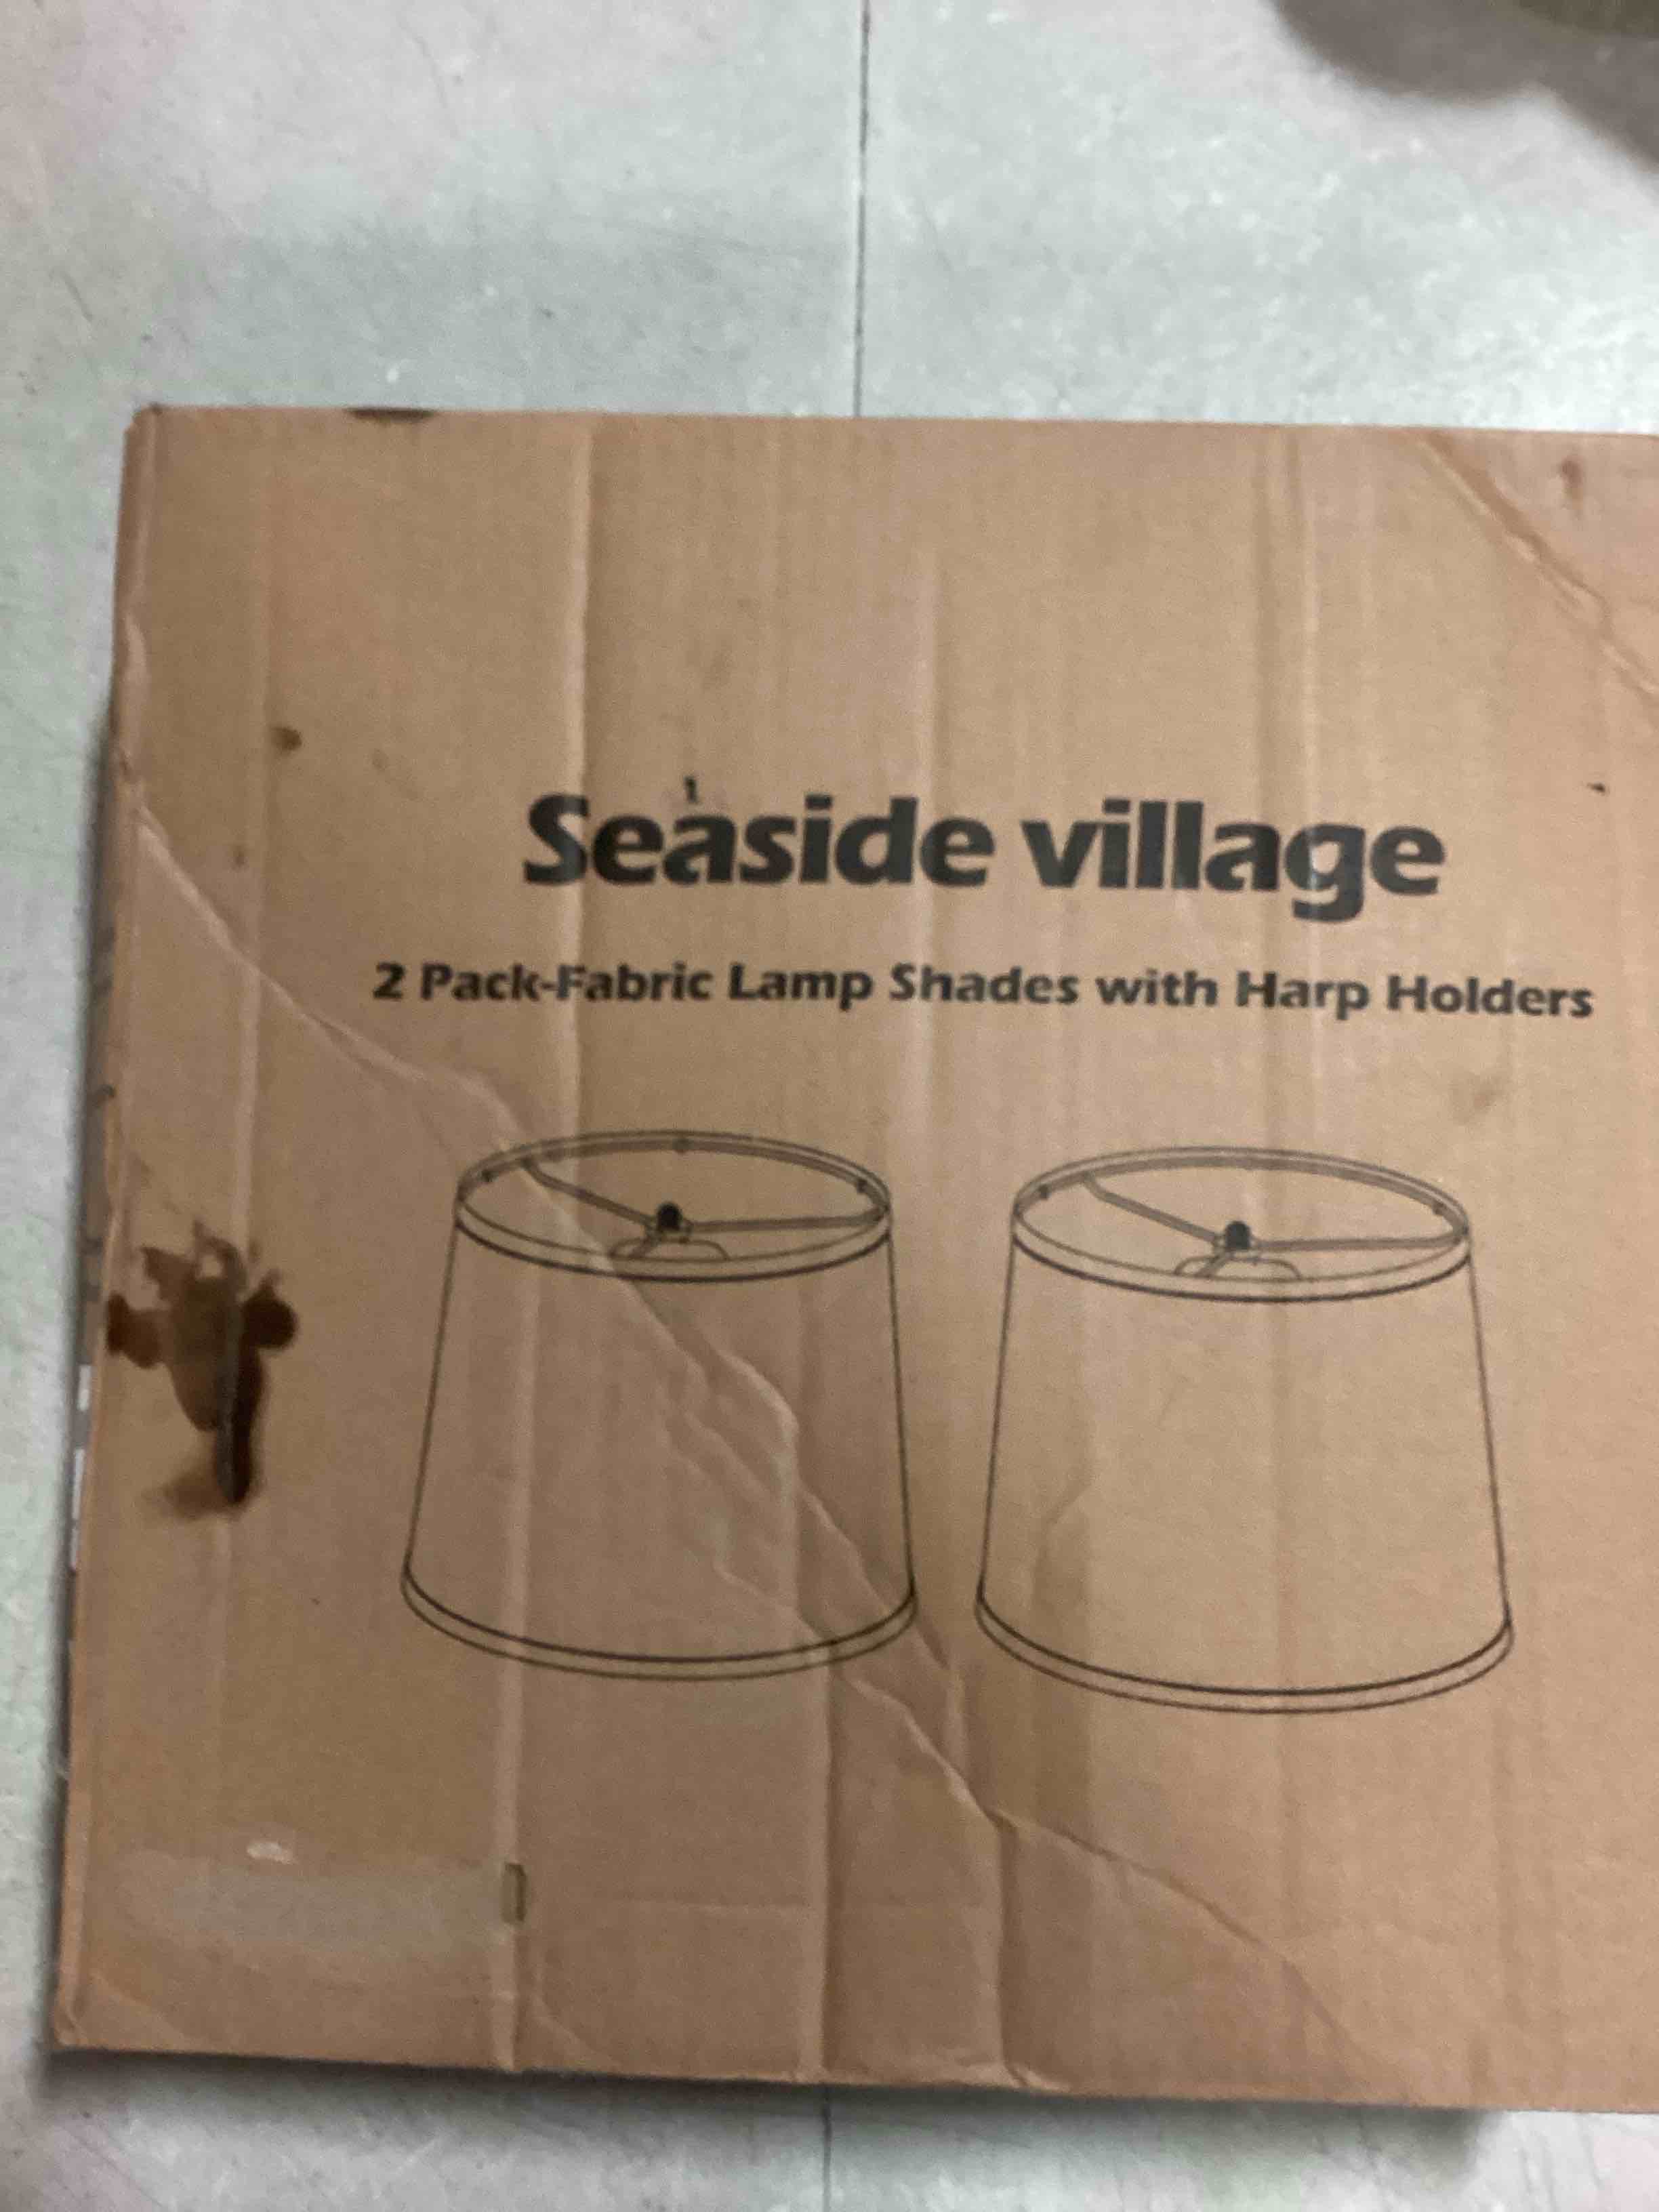 Seaside village
2 Pack-Fabric Lamp Shades with Harp Holders